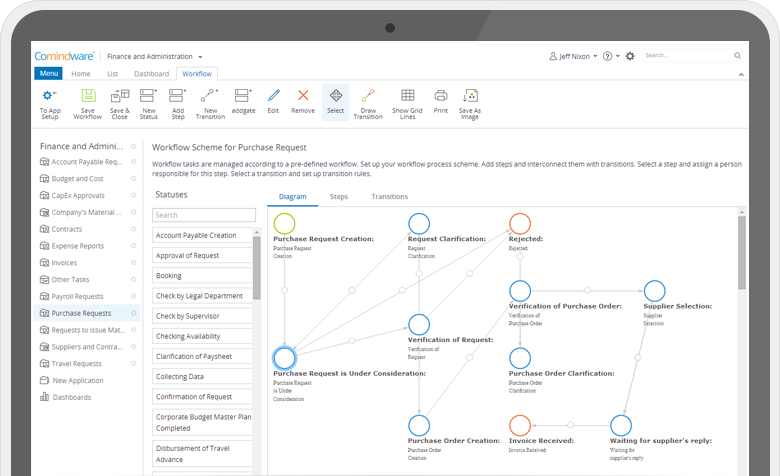 Comindware
Finance and Administration
Jeff Nixon
?
Search...
Menu
Home
List
Dashboard
Workflow
To App
Setup
Save
Workflow
Save &
Close
New
Status
Add
Step
New
Transition
addgate
Edit
Remove
Select
Draw
Transition
Show Grid
Lines
Print
Save As
Image
Finance and Admini...
Account Payable Req...
Budget and Cost
CapEx Approvals
Company's Material ...
Contracts
Expense Reports
Invoices
Other Tasks
Payroll Requests
Purchase Requests
Requests to issue Mat...
Suppliers and Contra...
Travel Requests
New Application
Dashboards
Workflow Scheme for Purchase Request
Workflow tasks are managed according to a pre-defined workflow. Set up your workflow process scheme. Add steps and interconnect them with transitions. Select a step and assign a person
responsible for this step. Select a transition and set up transition rules.
Statuses
Search
Account Payable Creation
Approval of Request
Booking
Check by Legal Department
Check by Supervisor
Checking Availability
Clarification of Paysheet
Collecting Data
Confirmation of Request
Corporate Budget Master Plan
Completed
Disbursement of Travel
Advance
Diagram
Steps
Transitions
Purchase Request Creation:
Purchase Request
Creation
Request Clarification:
Request
Clarification
Rejected:
Rejected
Verification of Purchase Order:
Verification of
Purchase Order
Supplier Selection:
Supplier
Selection
Verification of Request:
Verification of
Request
Purchase Request is Under Consideration:
Purchase Request
is Under
Consideration
Purchase Order Clarification:
Purchase Order
Clarification
Purchase Order Creation:
Purchase Order
Creation
Invoice Received:
Invoice Received
Waiting for supplier's reply:
Waiting for
supplier's reply